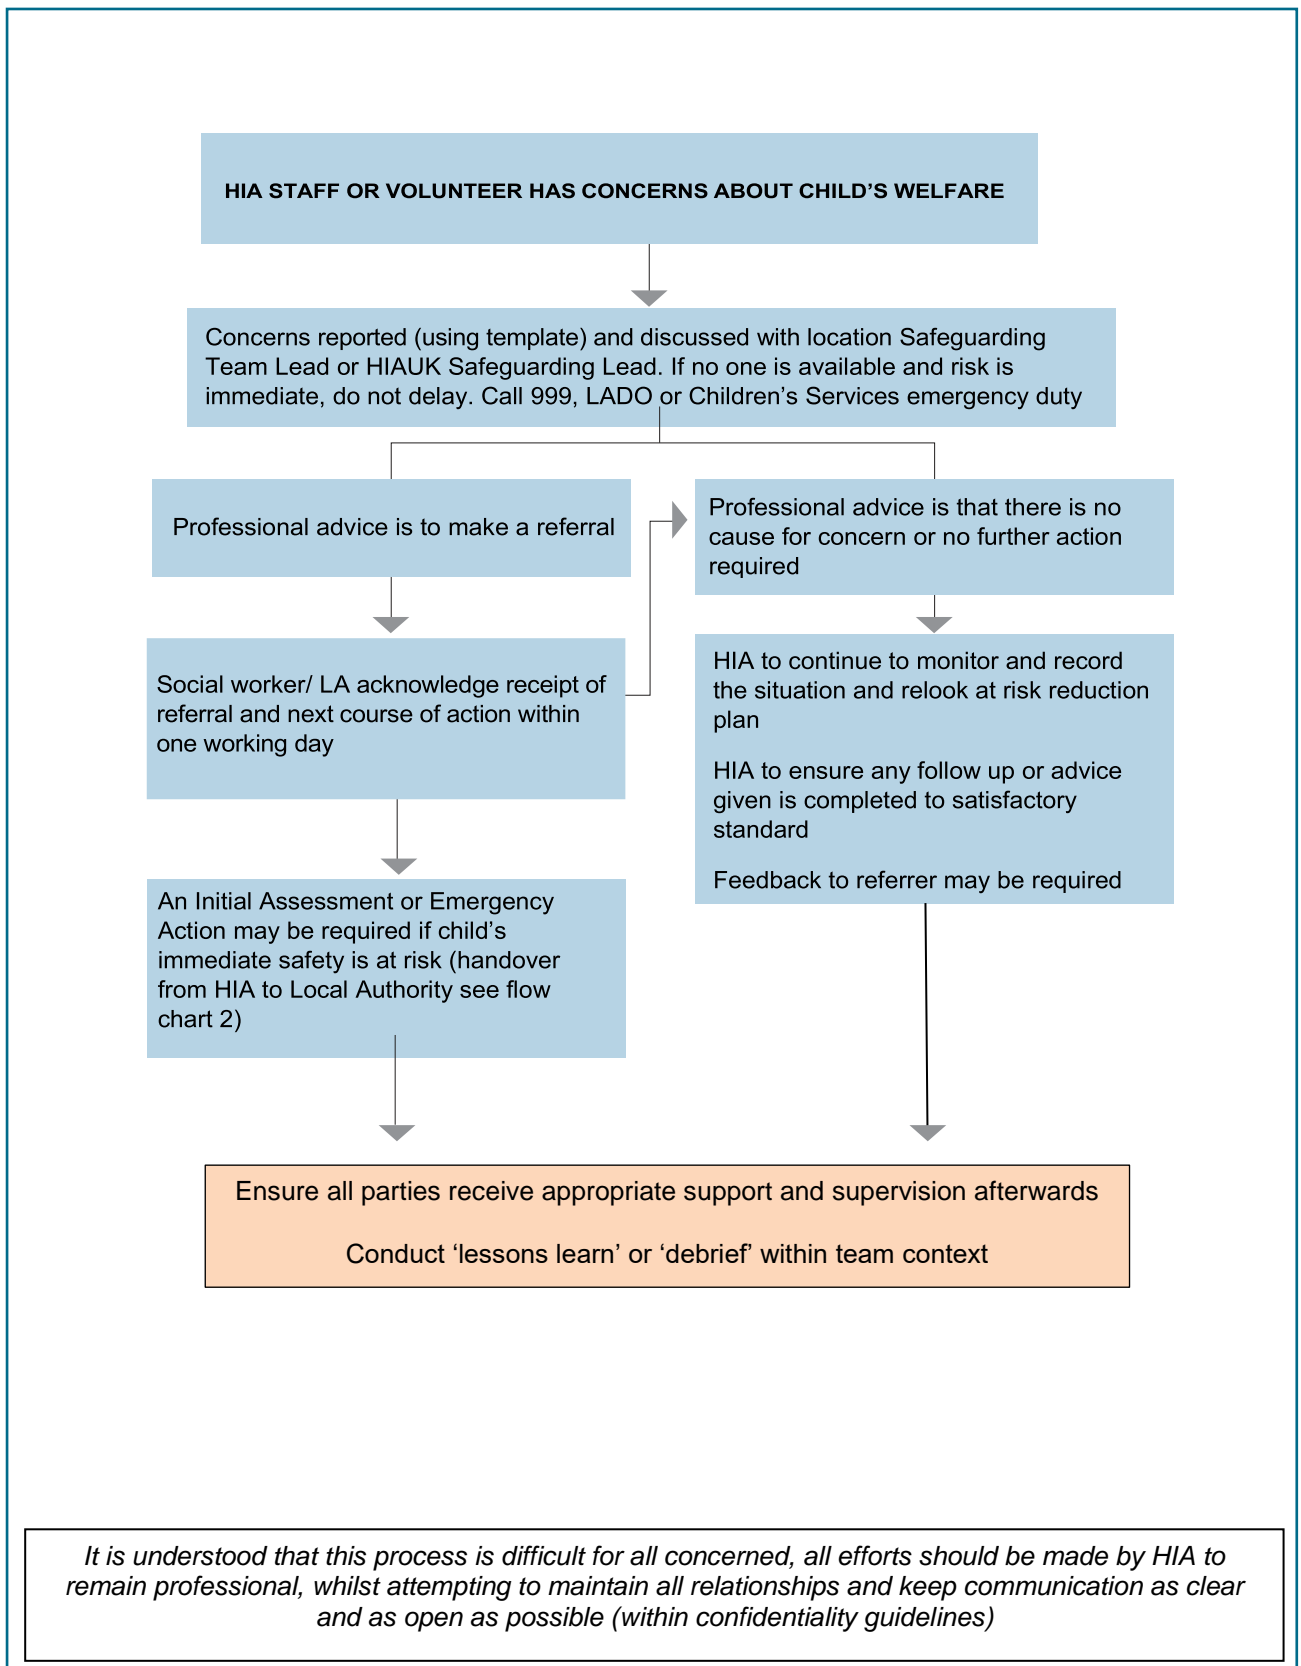 HIA STAFF OR VOLUNTEER HAS CONCERNS ABOUT CHILD’S WELFARE
Concerns reported (using template) and discussed with location Safeguarding
Team Lead or HIAUK Safeguarding Lead. If no one is available and risk is
immediate, do not delay. Call 999, LADO or Children’s Services emergency duty
Professional advice is to make a referral
Professional advice is that there is no
cause for concern or no further action
required
Social worker/ LA acknowledge receipt of
referral and next course of action within
one working day
HIA to continue to monitor and record
the situation and relook at risk reduction
plan
HIA to ensure any follow up or advice
given is completed to satisfactory
standard
Feedback to referrer may be required
An Initial Assessment or Emergency
Action may be required if child’s
immediate safety is at risk (handover
from HIA to Local Authority see flow
chart 2)
Ensure all parties receive appropriate support and supervision afterwards
Conduct ‘lessons learn’ or ‘debrief’ within team context
It is understood that this process is difficult for all concerned, all efforts should be made by HIA to
remain professional, whilst attempting to maintain all relationships and keep communication as clear
and as open as possible (within confidentiality guidelines)